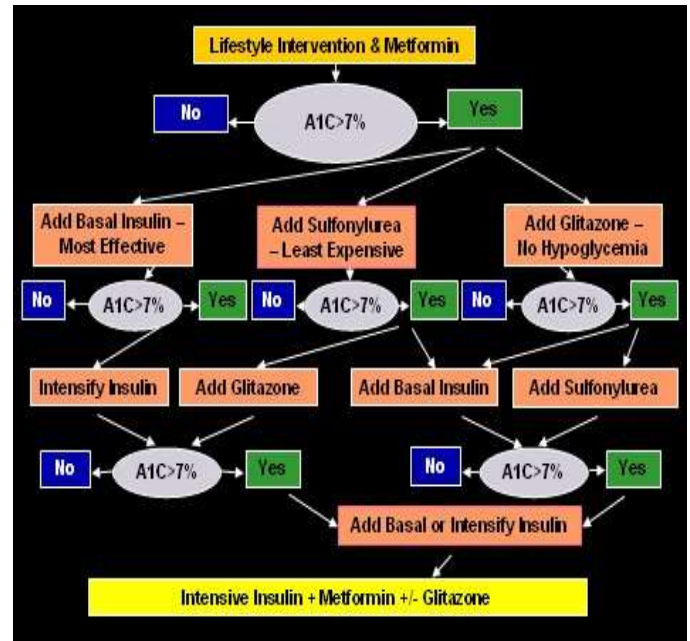 Lifestyle Intervention & Metformin
No
A1C>7%
Yes
Add Basal Insulin –
Most Effective
Add Sulfonylurea
– Least Expensive
Add Glitazone –
No Hypoglycemia
No
A1C>7%
Yes
No
A1C>7%
Yes
No
A1C>7%
Yes
Intensify Insulin
Add Glitazone
Add Basal Insulin
Add Sulfonylurea
No
A1C>7%
Yes
No
A1C>7%
Yes
Add Basal or Intensify Insulin
Intensive Insulin + Metformin +/- Glitazone